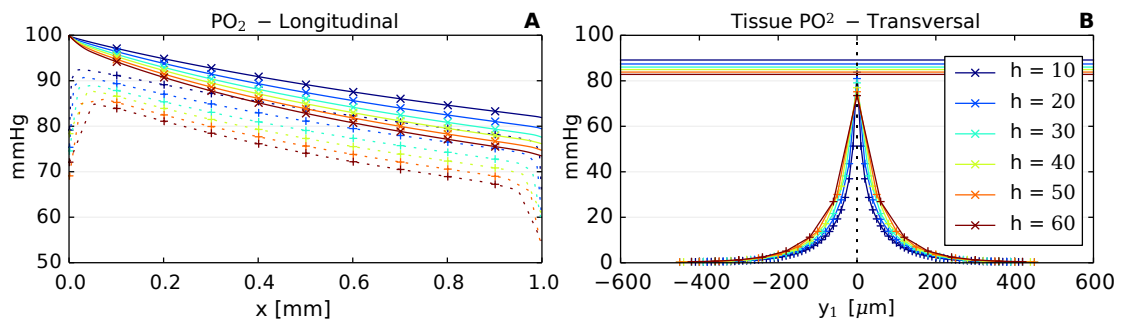 PO₂ − Longitudinal
A
mmHg
100
90
80
70
60
50
0.0 0.2 0.4 0.6 0.8 1.0
x [mm]
Tissue PO² − Transversal
B
mmHg
100
80
60
40
20
0
−600 −400 −200 0 200 400 600
y₁ [μm]
h = 10
h = 20
h = 30
h = 40
h = 50
h = 60